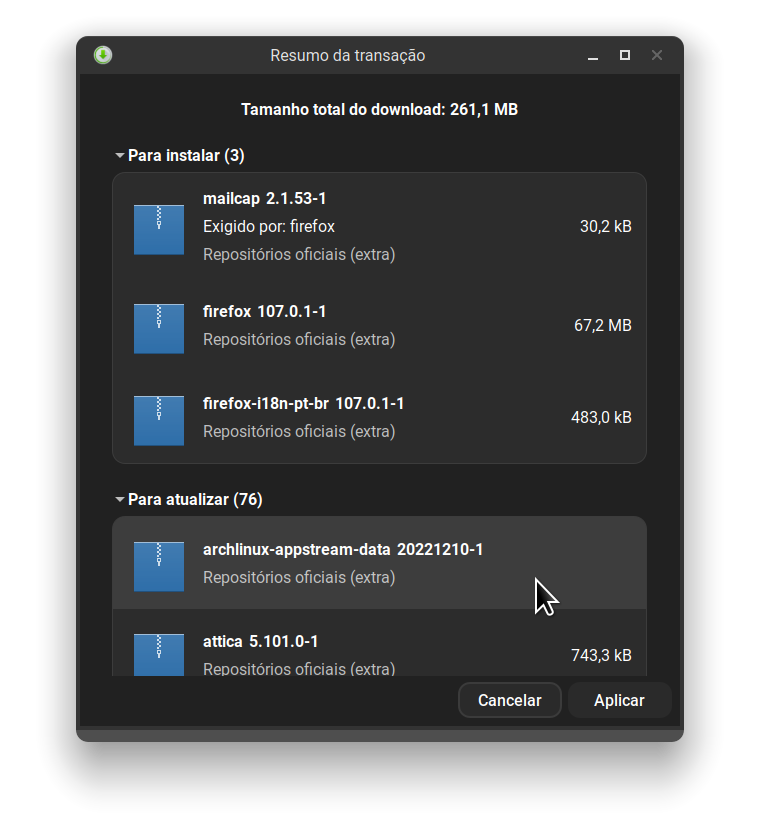 Resumo da transação
Tamanho total do download: 261,1 MB
Para instalar (3)
mailcap 2.1.53-1
Exigido por: firefox
30,2 kB
Repositórios oficiais (extra)
firefox 107.0.1-1
67,2 MB
Repositórios oficiais (extra)
firefox-i18n-pt-br 107.0.1-1
483,0 kB
Repositórios oficiais (extra)
Para atualizar (76)
archlinux-appstream-data 20221210-1
Repositórios oficiais (extra)
attica 5.101.0-1
743,3 kB
Repositórios oficiais (extra)
Cancelar
Aplicar